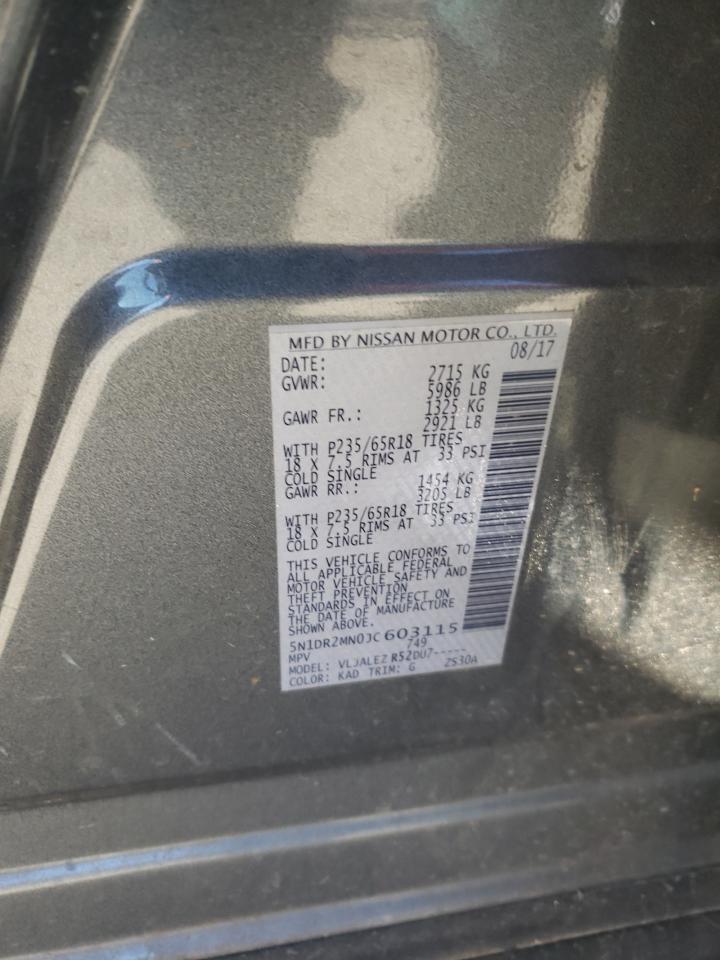 MFD BY NISSAN MOTOR CO., LTD.
DATE: 08/17
GVWR: 2715 KG
5986 LB
GAWR FR.: 1325 KG
2921 LB
WITH P235/65R18 TIRES
18 X 7.5 RIMS AT 33 PSI
COLD SINGLE
GAWR RR.: 1454 KG
3205 LB
WITH P235/65R18 TIRES
18 X 7.5 RIMS AT 33 PSI
COLD SINGLE
THIS VEHICLE CONFORMS TO
ALL APPLICABLE FEDERAL
MOTOR VEHICLE SAFETY AND
THEFT PREVENTION
STANDARDS IN EFFECT ON
THE DATE OF MANUFACTURE
SHOWN ABOVE.
5N1DR2MN0JC603115
MPV 749
MODEL: VLJALEZ R52DU7-----
COLOR: KAD TRIM: G ZS30A